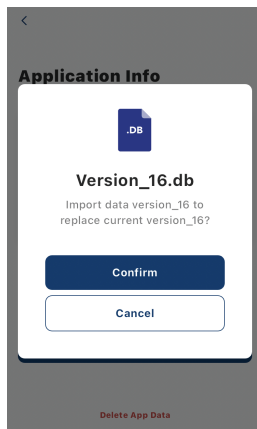 Application Info
.DB
Version_16.db
Import data version_16 to
replace current version_16?
Confirm
Cancel
Delete App Data